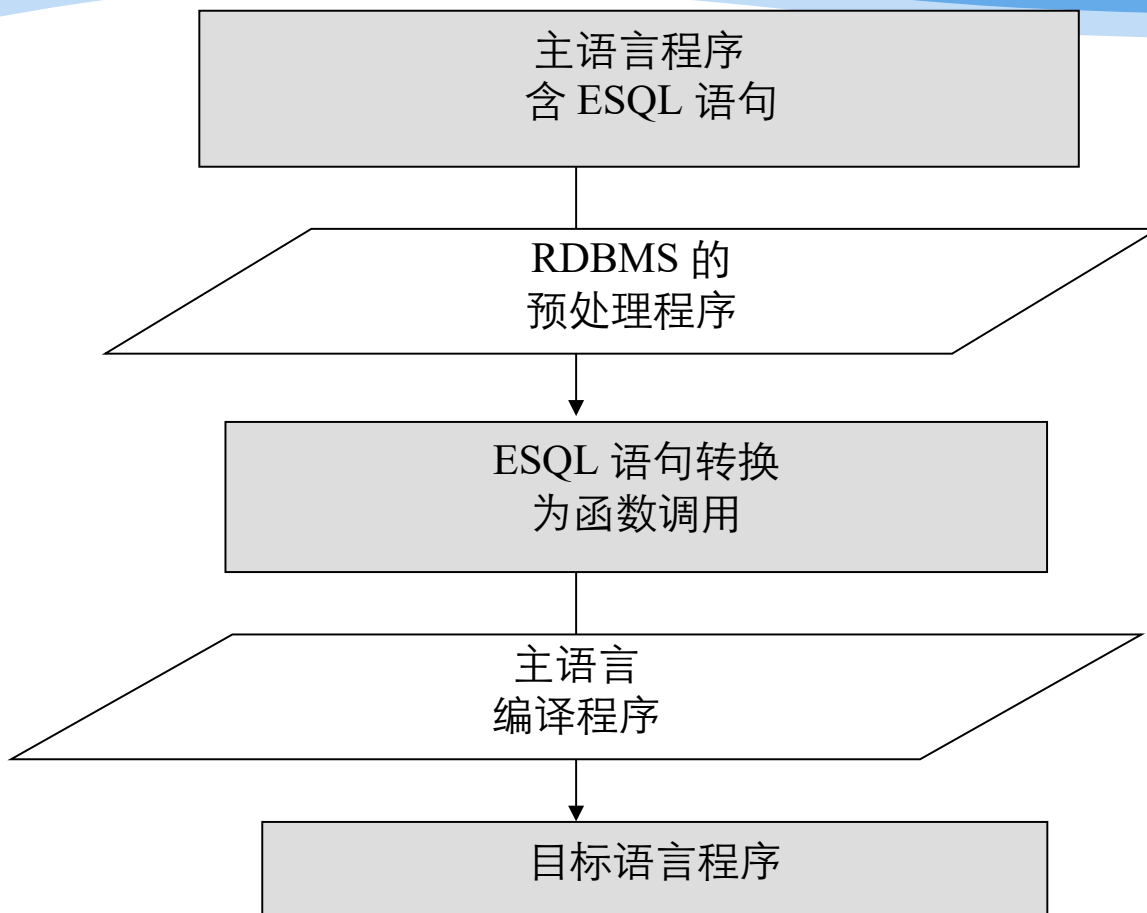 主语言程序
含 ESQL 语句
RDBMS 的
预处理程序
ESQL 语句转换
为函数调用
主语言
编译程序
目标语言程序